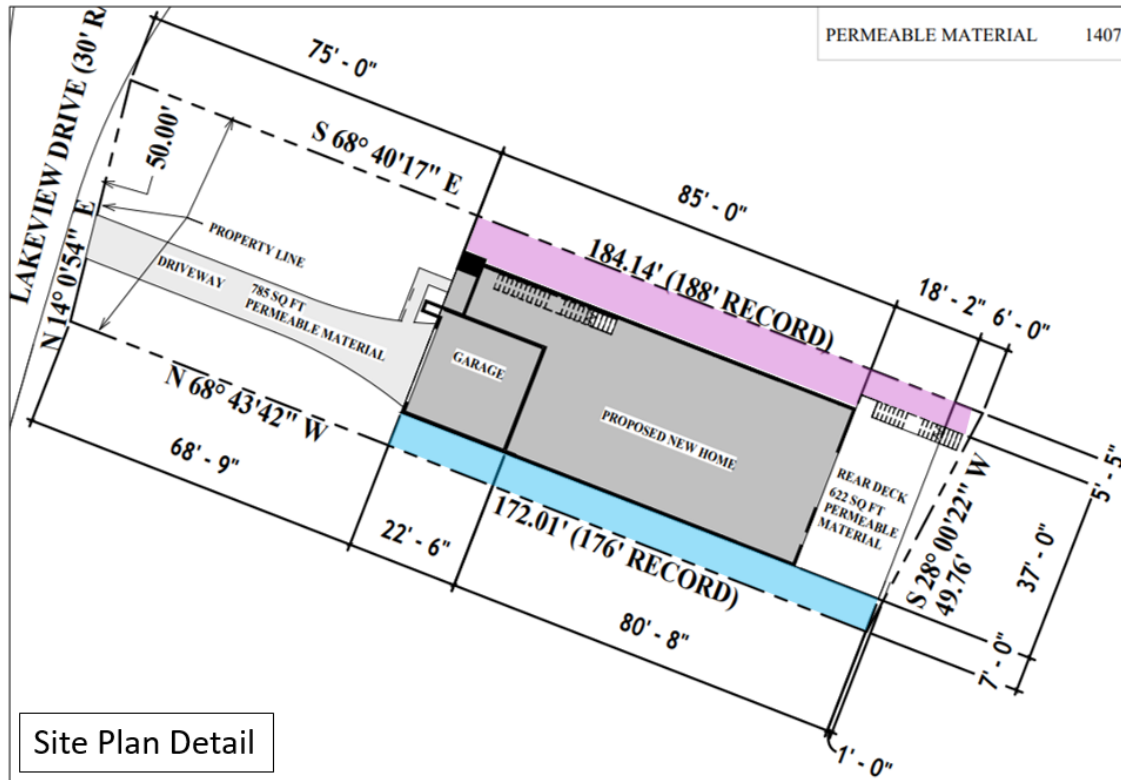 PERMEABLE MATERIAL 1407
75' - 0"
LAKEVIEW DRIVE (30' RA
50.00'
S 68° 40'17" E
85' - 0"
N 14° 0'54" E
PROPERTY LINE
184.14' (188' RECORD)
18' - 2"
6' - 0"
DRIVEWAY
785 SQ FT
PERMEABLE MATERIAL
GARAGE
PROPOSED NEW HOME
N 68° 43'42" W
68' - 9"
REAR DECK
622 SQ FT
PERMEABLE
MATERIAL
5' - 5"
S 28° 00'22" W
49.76'
37' - 0"
22' - 6"
172.01' (176' RECORD)
80' - 8"
7' - 0"
1' - 0"
Site Plan Detail